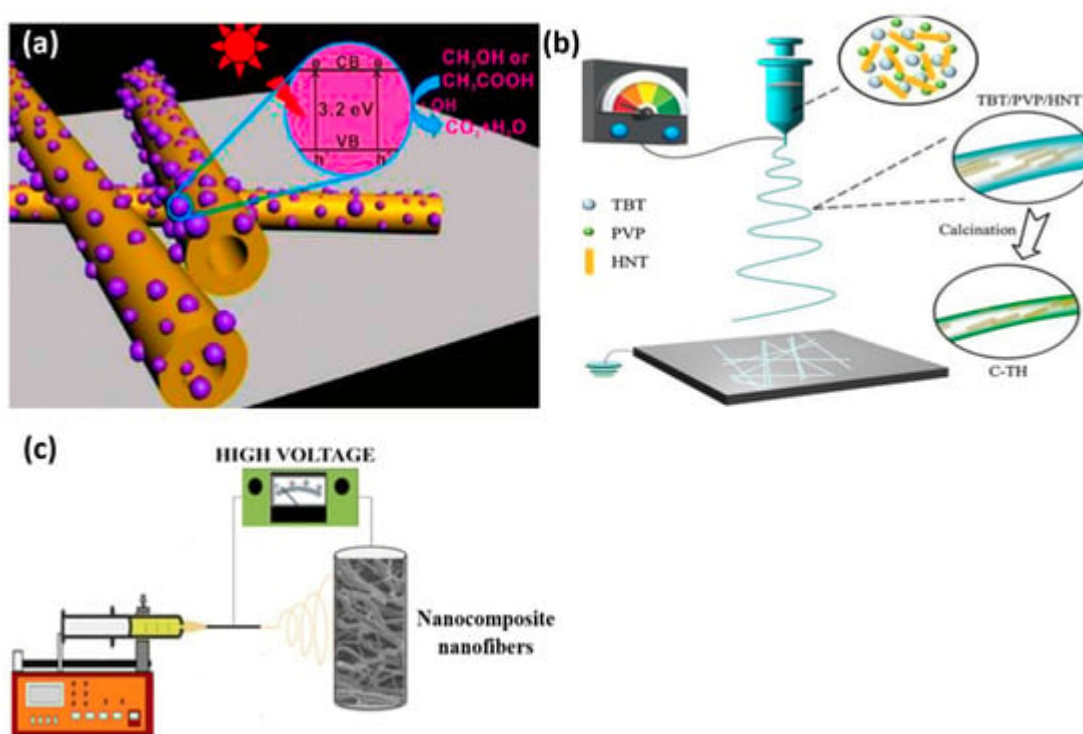 (a)
e CB e
3.2 eV
VB
h⁺ h⁺
CH₃OH or
CH₃COOH
OH
CO₂+H₂O
(b)
TBT/PVP/HNT
TBT
PVP
HNT
Calcination
C-TH
(c)
HIGH VOLTAGE
Nanocomposite
nanofibers